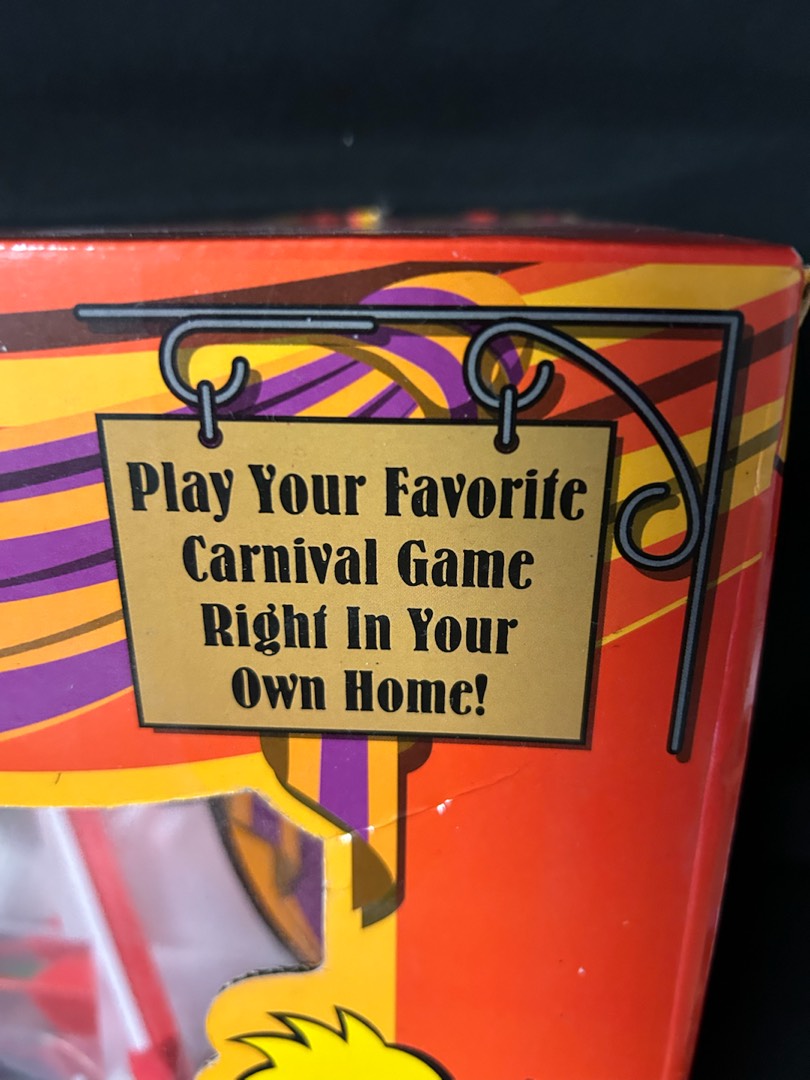 Play Your Favorite
Carnival Game
Right In Your
Own Home!